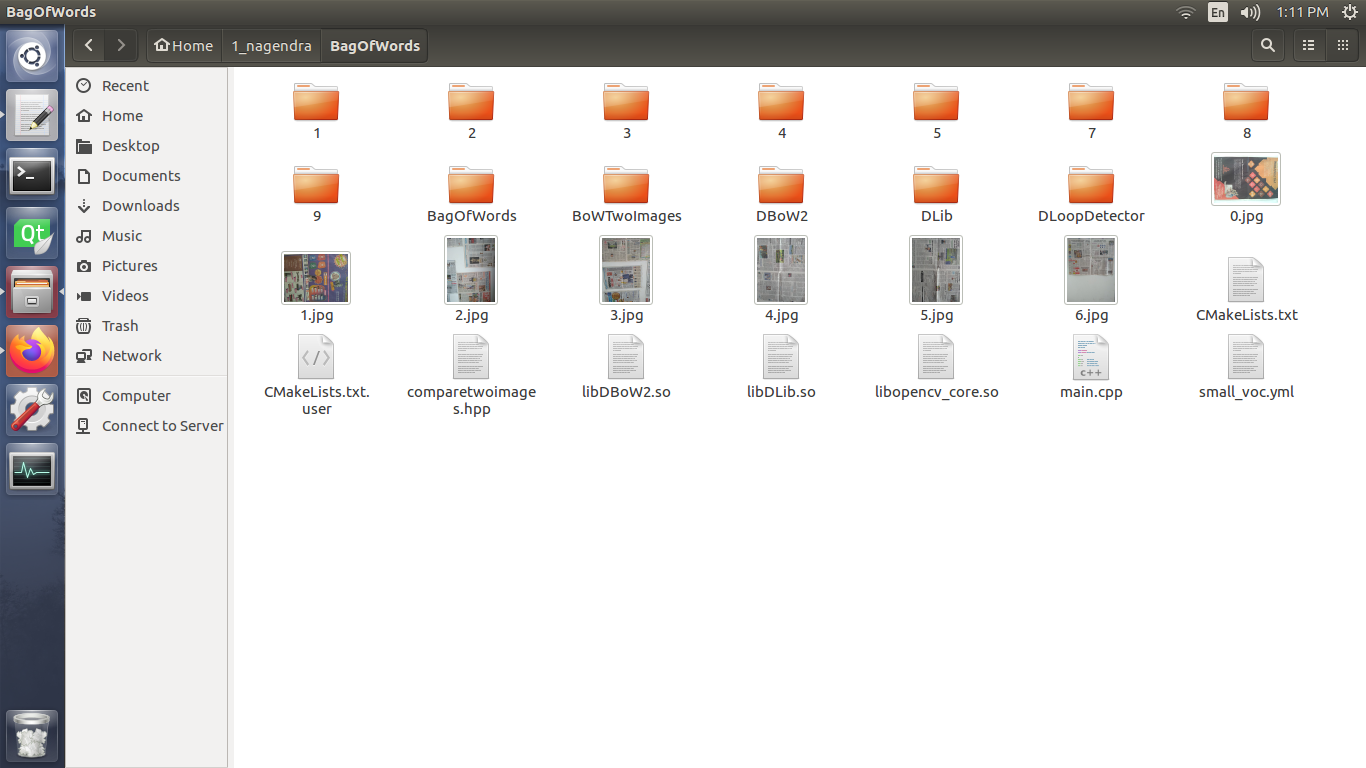 BagOfWords
En
1:11 PM
Home
1_nagendra
BagOfWords
Recent
Home
Desktop
Documents
Downloads
Music
Pictures
Videos
Trash
Network
Computer
Connect to Server
Qt
1
2
3
4
5
7
8
9
BagOfWords
BoWTwoImages
DBoW2
DLib
DLoopDetector
0.jpg
1.jpg
2.jpg
3.jpg
4.jpg
5.jpg
6.jpg
CMakeLists.txt
CMakeLists.txt.
user
comparetwoimage
s.hpp
libDBoW2.so
libDLib.so
libopencv_core.so
c++
main.cpp
small_voc.yml